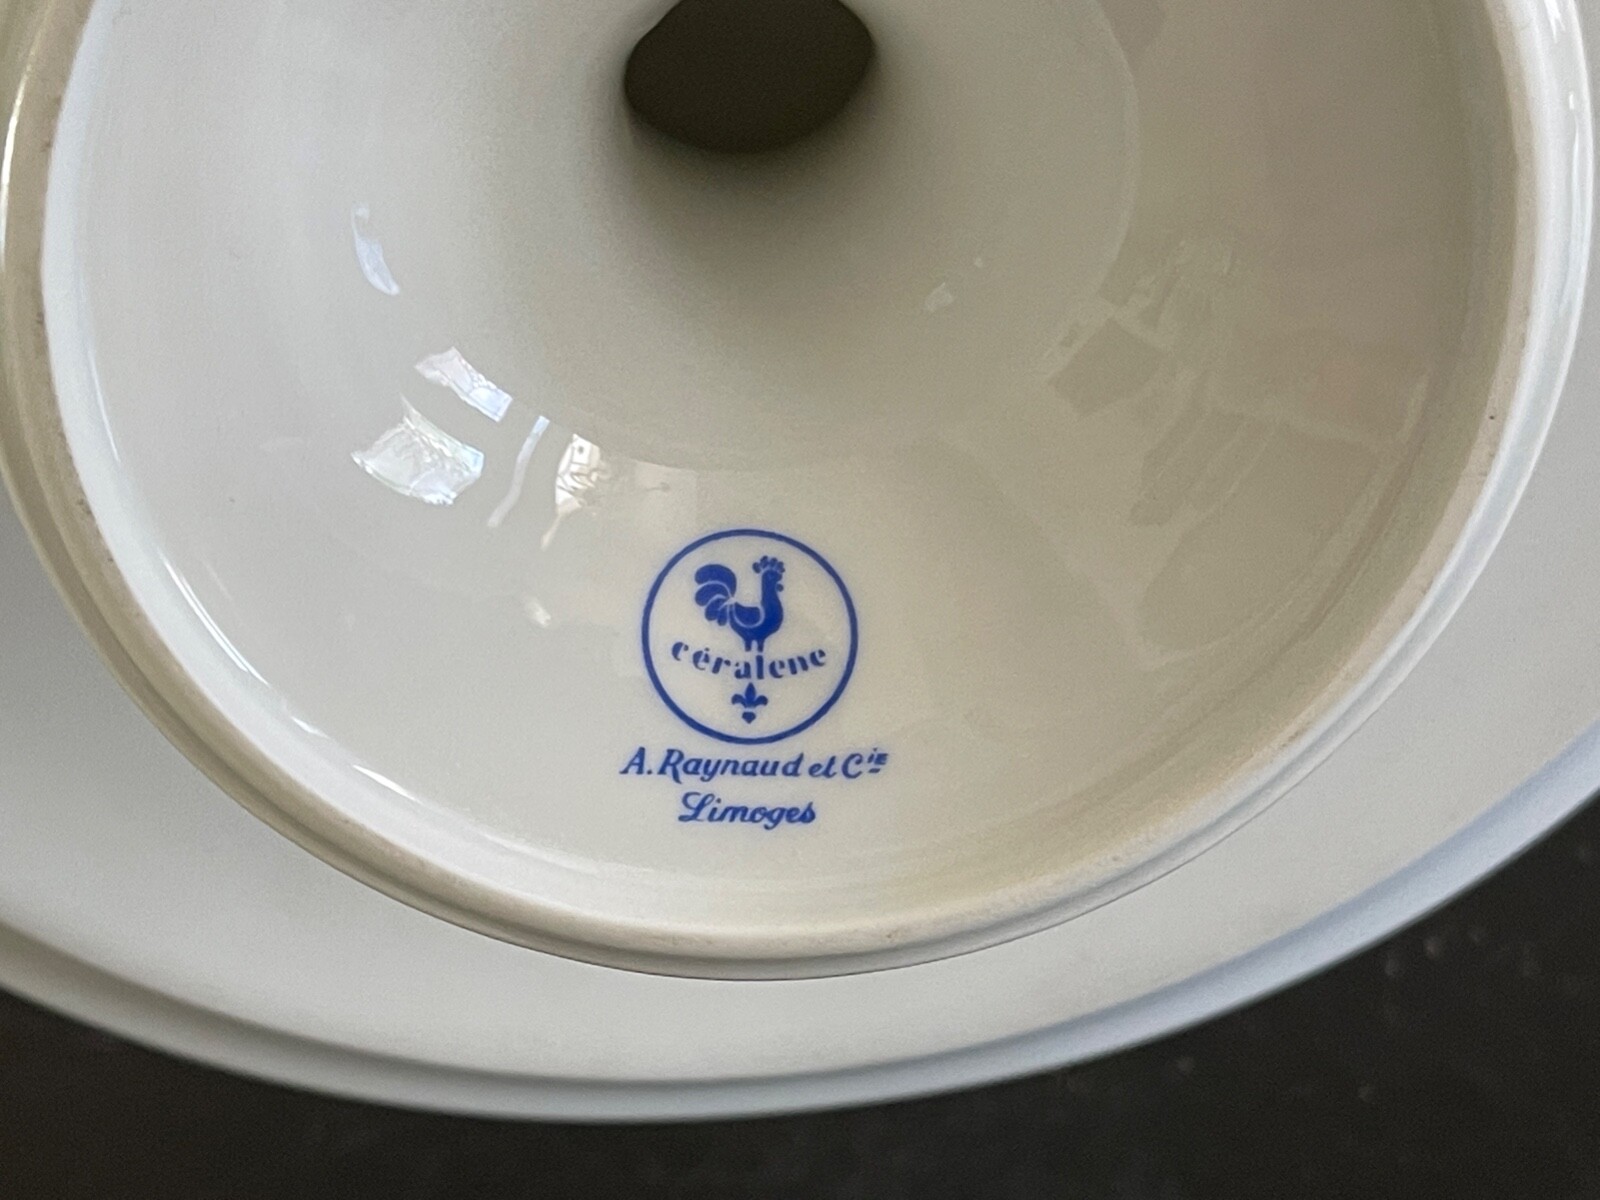 céralene
A. Raynaud et Cie
Limoges